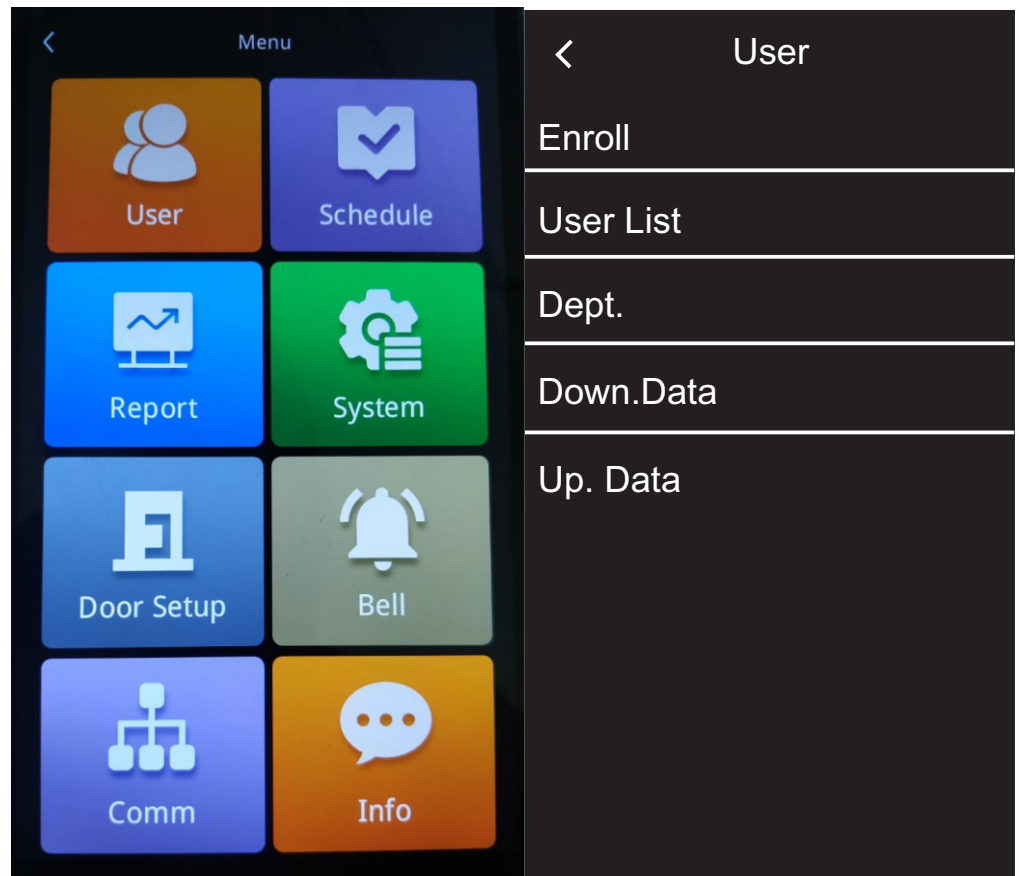 Menu
User
Schedule
Report
System
Door Setup
Bell
Comm
Info
User
Enroll
User List
Dept.
Down.Data
Up. Data